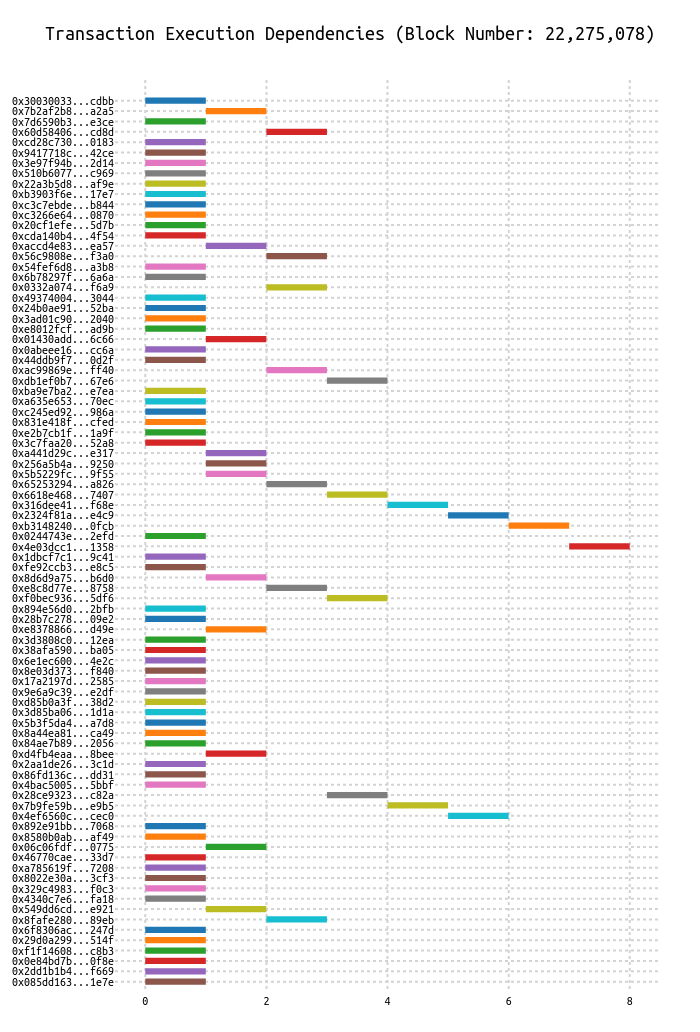 Transaction Execution Dependencies (Block Number: 22,275,078)
0x30030033...cdbb
0x7b2af2b8...a2a5
0x7d6590b3...e3ce
0x60d58406...cd8d
0xcd28c730...0183
0x9417718c...42ce
0x3e97f94b...2d14
0x510b6077...c969
0x22a3b5d8...af9e
0xb3903f6e...17e7
0xc3c7ebde...b844
0xc3266e64...0870
0x20cf1efe...5d7b
0xcda140b4...4f54
0xaccd4e83...ea57
0x56c9808e...f3a0
0x54fef6d8...a3b8
0x6b78297f...6a6a
0x0332a074...f6a9
0x49374004...3044
0x24b0ae91...52ba
0x3ad01c90...2040
0xe8012fcf...ad9b
0x01430add...6c66
0x0abeee16...cc6a
0x44ddb9f7...0d2f
0xac99869e...ff40
0xdb1ef0b7...67e6
0xba9e7ba2...e7ea
0xa635e653...70ec
0xc245ed92...986a
0x831e418f...cfed
0xe2b7cb1f...1a9f
0x3c7faa20...52a8
0xa441d29c...e317
0x256a5b4a...9250
0x5b5229fc...9f55
0x65253294...a826
0x6618e468...7407
0x316dee41...f68e
0x2324f81a...e4c9
0xb3148240...0fcb
0x0244743e...2efd
0x4e03dcc1...1358
0x1dbcf7c1...9c41
0xfe92ccb3...e8c5
0x8d6d9a75...b6d0
0xe8c8d77e...8758
0xf0bec936...5df6
0x894e56d0...2bfb
0x28b7c278...09e2
0xe8378866...d49e
0x3d3808c0...12ea
0x38afa590...ba05
0x6e1ec600...4e2c
0x8e03d373...f840
0x17a2197d...2585
0x9e6a9c39...e2df
0xd85b0a3f...38d2
0x3d85ba06...1d1a
0x5b3f5da4...a7d8
0x8a44ea81...ca49
0x84ae7b89...2056
0xd4fb4eaa...8bee
0x2aa1de26...3c1d
0x86fd136c...dd31
0x4bac5005...5bbf
0x28ce9323...c82a
0x7b9fe59b...e9b5
0x4ef6560c...cec0
0x892e91bb...7068
0x8580b0ab...af49
0x06c06fdf...0775
0x46770cae...33d7
0xa785619f...7208
0x8022e30a...3cf3
0x329c4983...f0c3
0x4340c7e6...fa18
0x549dd6cd...e921
0x8fafe280...89eb
0x6f8306ac...247d
0x29d0a299...514f
0xf1f14608...c8b3
0x0e84bd7b...0f8e
0x2dd1b1b4...f669
0x085dd163...1e7e
0 2 4 6 8